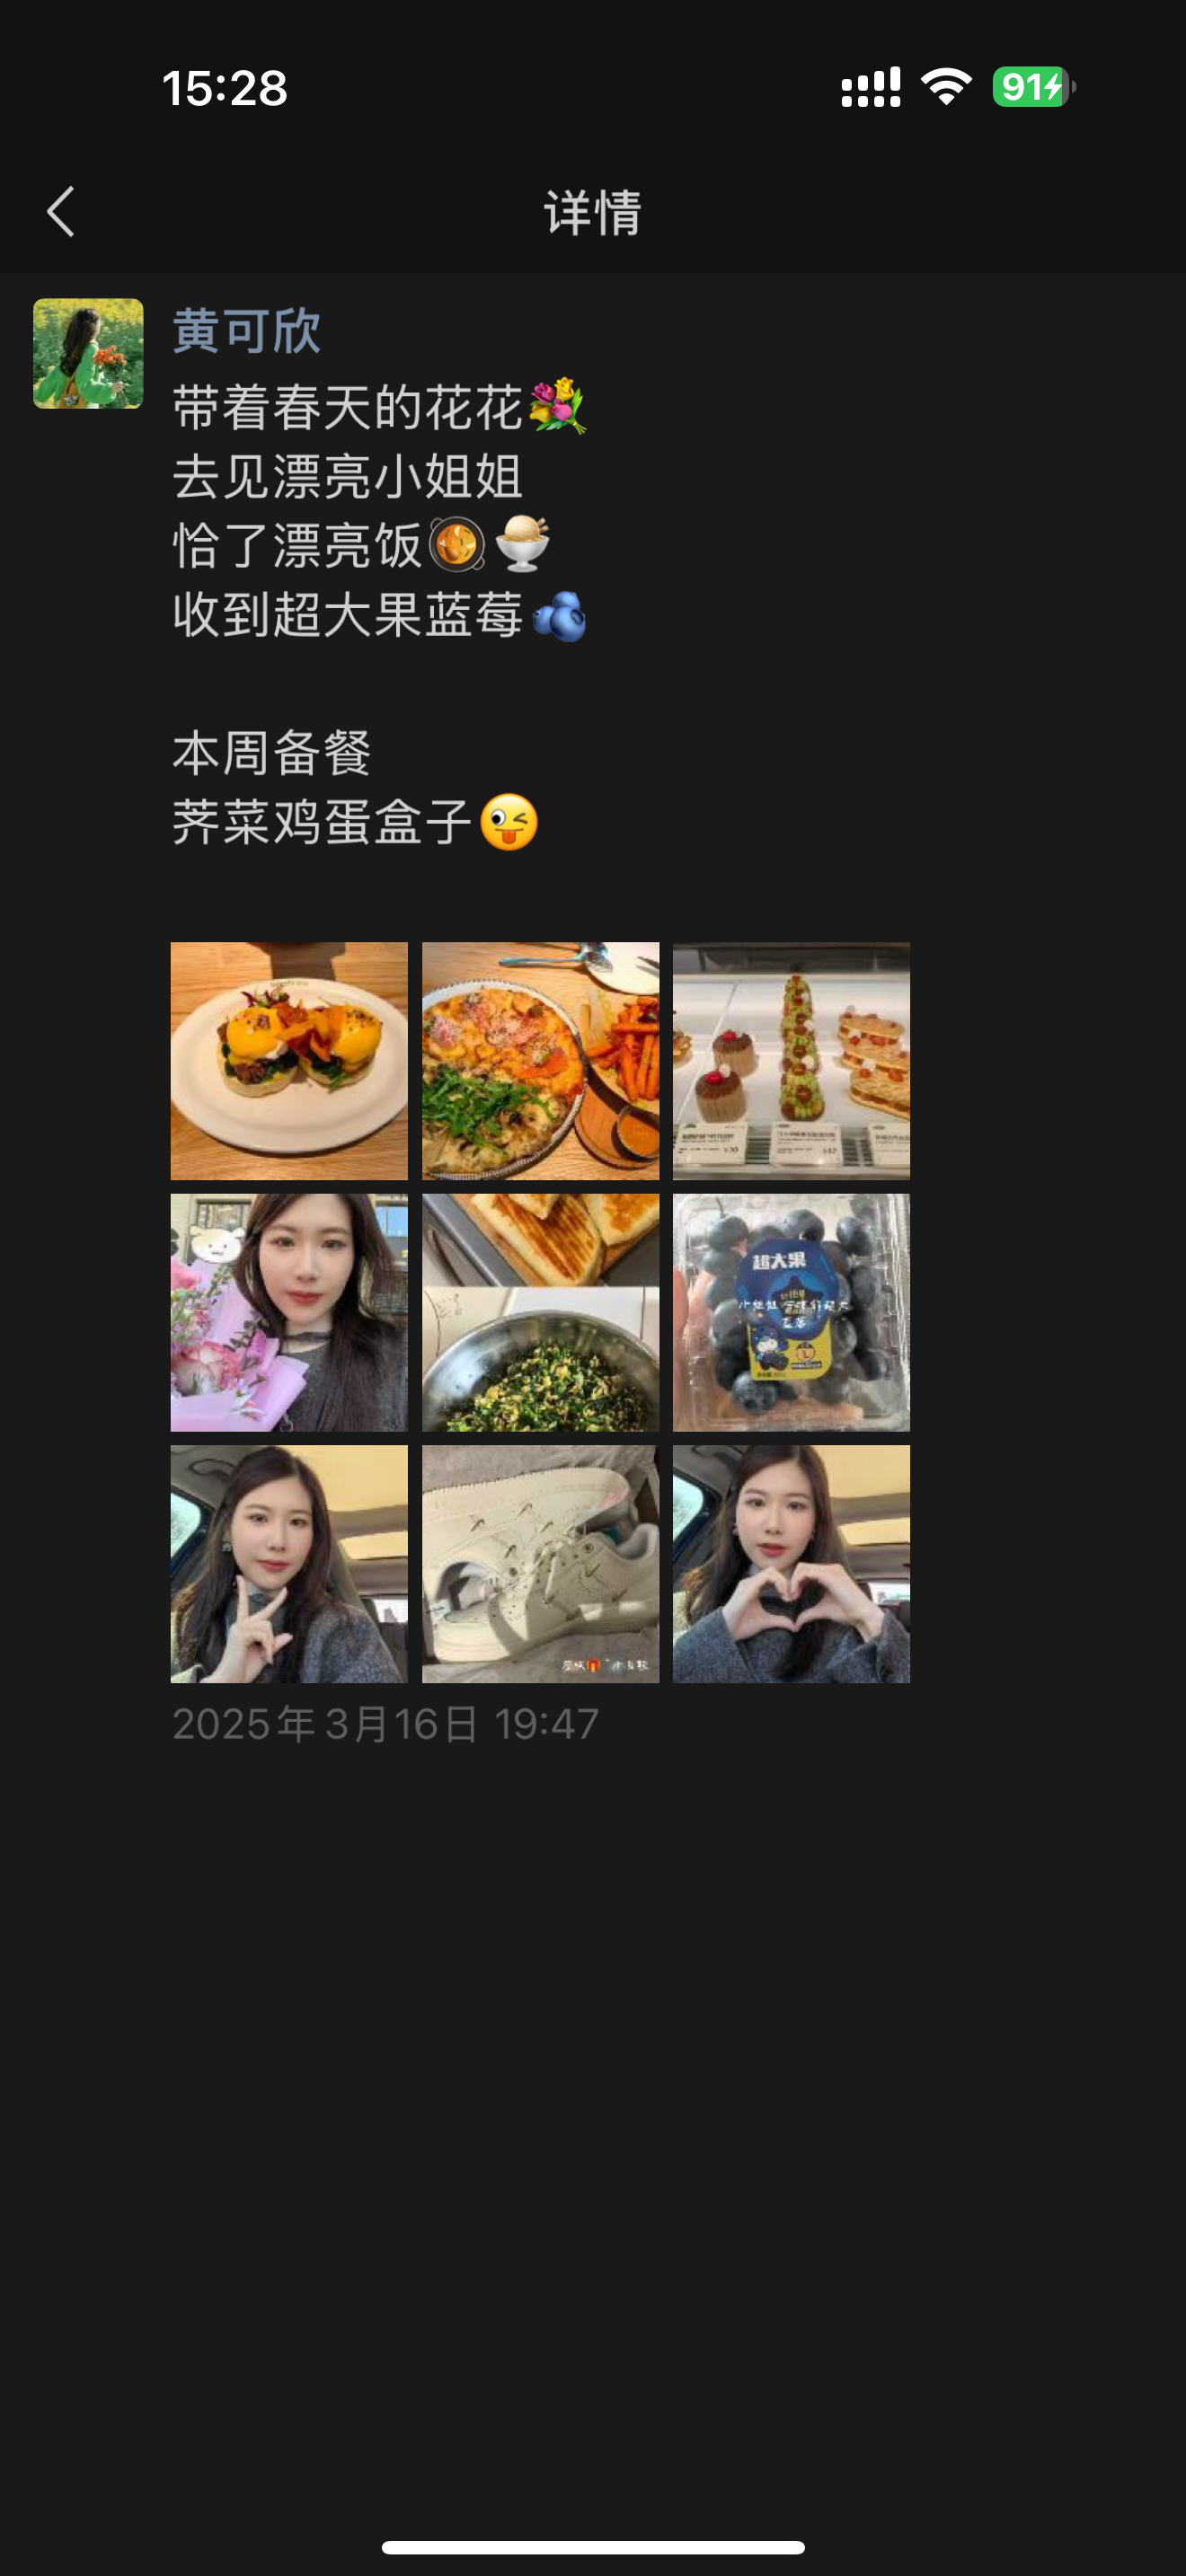 15:28
91
详情
黄可欣
带着春天的花花💐
去见漂亮小姐姐
恰了漂亮饭🥘🍨
收到超大果蓝莓🫐
本周备餐
荠菜鸡蛋盒子😜
超大果
2025年3月16日 19:47